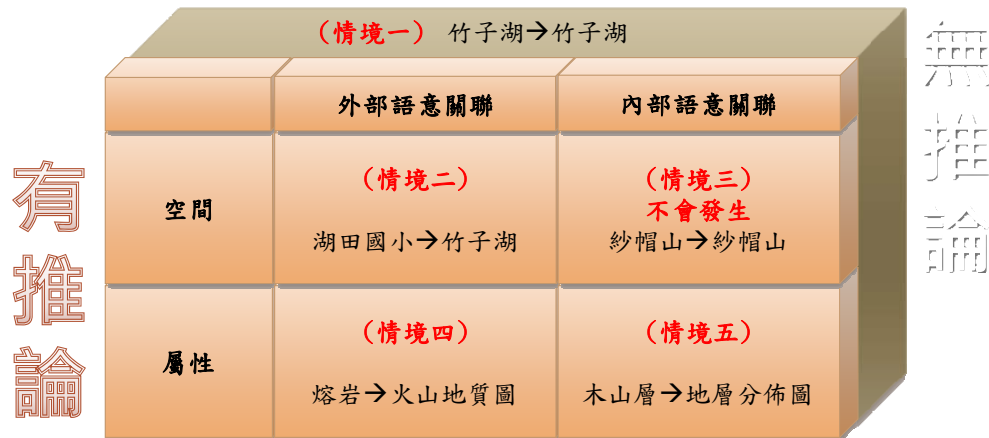 （情境一）竹子湖→竹子湖
外部語意關聯
內部語意關聯
空間
（情境二）
湖田國小→竹子湖
（情境三）
不會發生
紗帽山→紗帽山
屬性
（情境四）
熔岩→火山地質圖
（情境五）
木山層→地層分佈圖
有推論
無推論